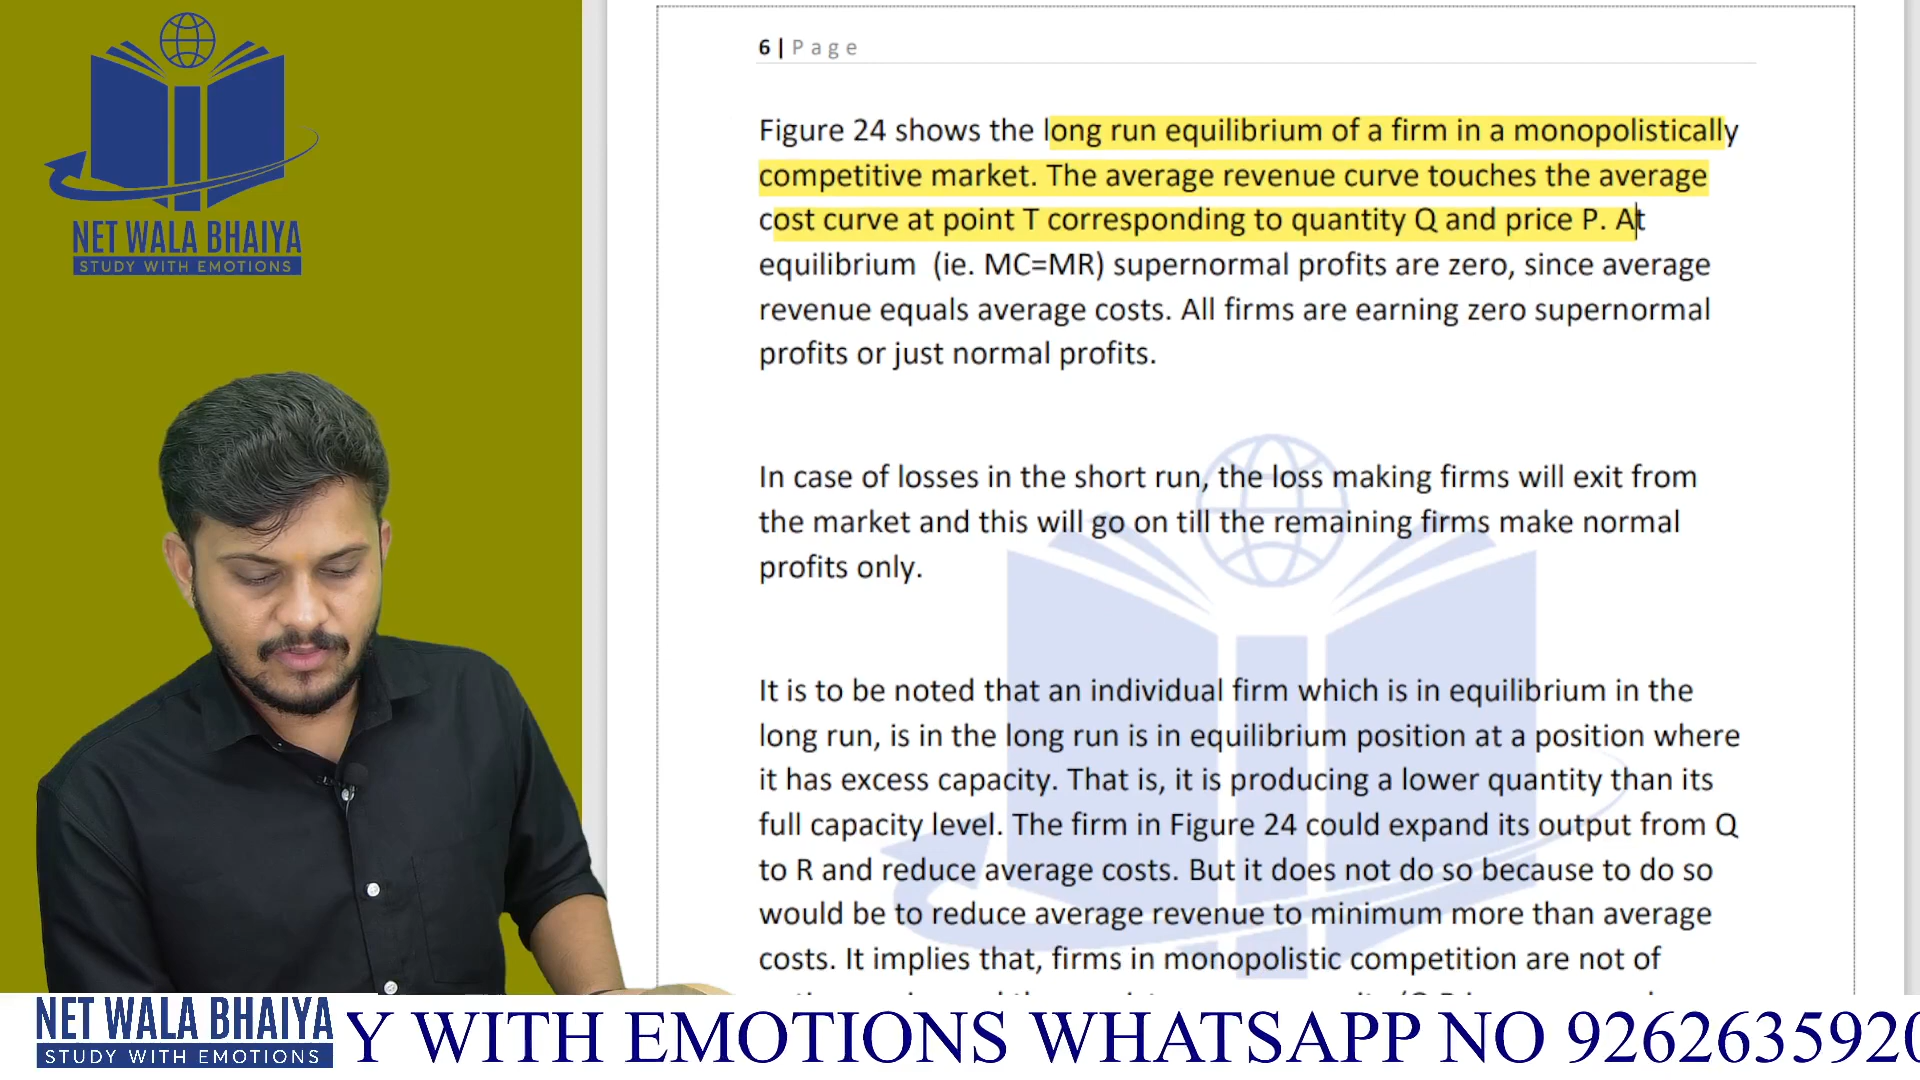 NET WALA BHAIYA
STUDY WITH EMOTIONS
6 | Page
Figure 24 shows the long run equilibrium of a firm in a monopolistically
competitive market. The average revenue curve touches the average
cost curve at point T corresponding to quantity Q and price P. At
equilibrium  (ie. MC=MR) supernormal profits are zero, since average
revenue equals average costs. All firms are earning zero supernormal
profits or just normal profits.
In case of losses in the short run, the loss making firms will exit from
the market and this will go on till the remaining firms make normal
profits only.
It is to be noted that an individual firm which is in equilibrium in the
long run, is in the long run is in equilibrium position at a position where
it has excess capacity. That is, it is producing a lower quantity than its
full capacity level. The firm in Figure 24 could expand its output from Q
to R and reduce average costs. But it does not do so because to do so
would be to reduce average revenue to minimum more than average
costs. It implies that, firms in monopolistic competition are not of
NET WALA BHAIYA
STUDY WITH EMOTIONS
Y WITH EMOTIONS WHATSAPP NO 926263592